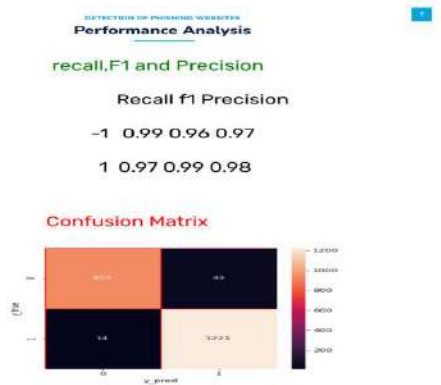 DETECTION OF PHISHING WEBSITES
Performance Analysis
recall,F1 and Precision
Recall f1 Precision
-1 0.99 0.96 0.97
1 0.97 0.99 0.98
Confusion Matrix
1200
1000
800
600
400
200
14 1221
0 1
y_pred